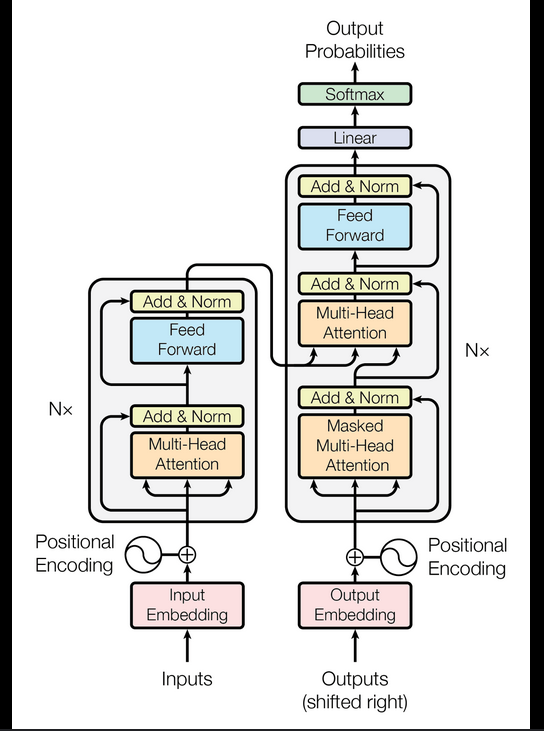 Output
Probabilities
Softmax
Linear
Add & Norm
Feed
Forward
Add & Norm
Multi-Head
Attention
Add & Norm
Masked
Multi-Head
Attention
N×
Positional
Encoding
Output
Embedding
Outputs
(shifted right)
Add & Norm
Feed
Forward
Add & Norm
Multi-Head
Attention
N×
Positional
Encoding
Input
Embedding
Inputs